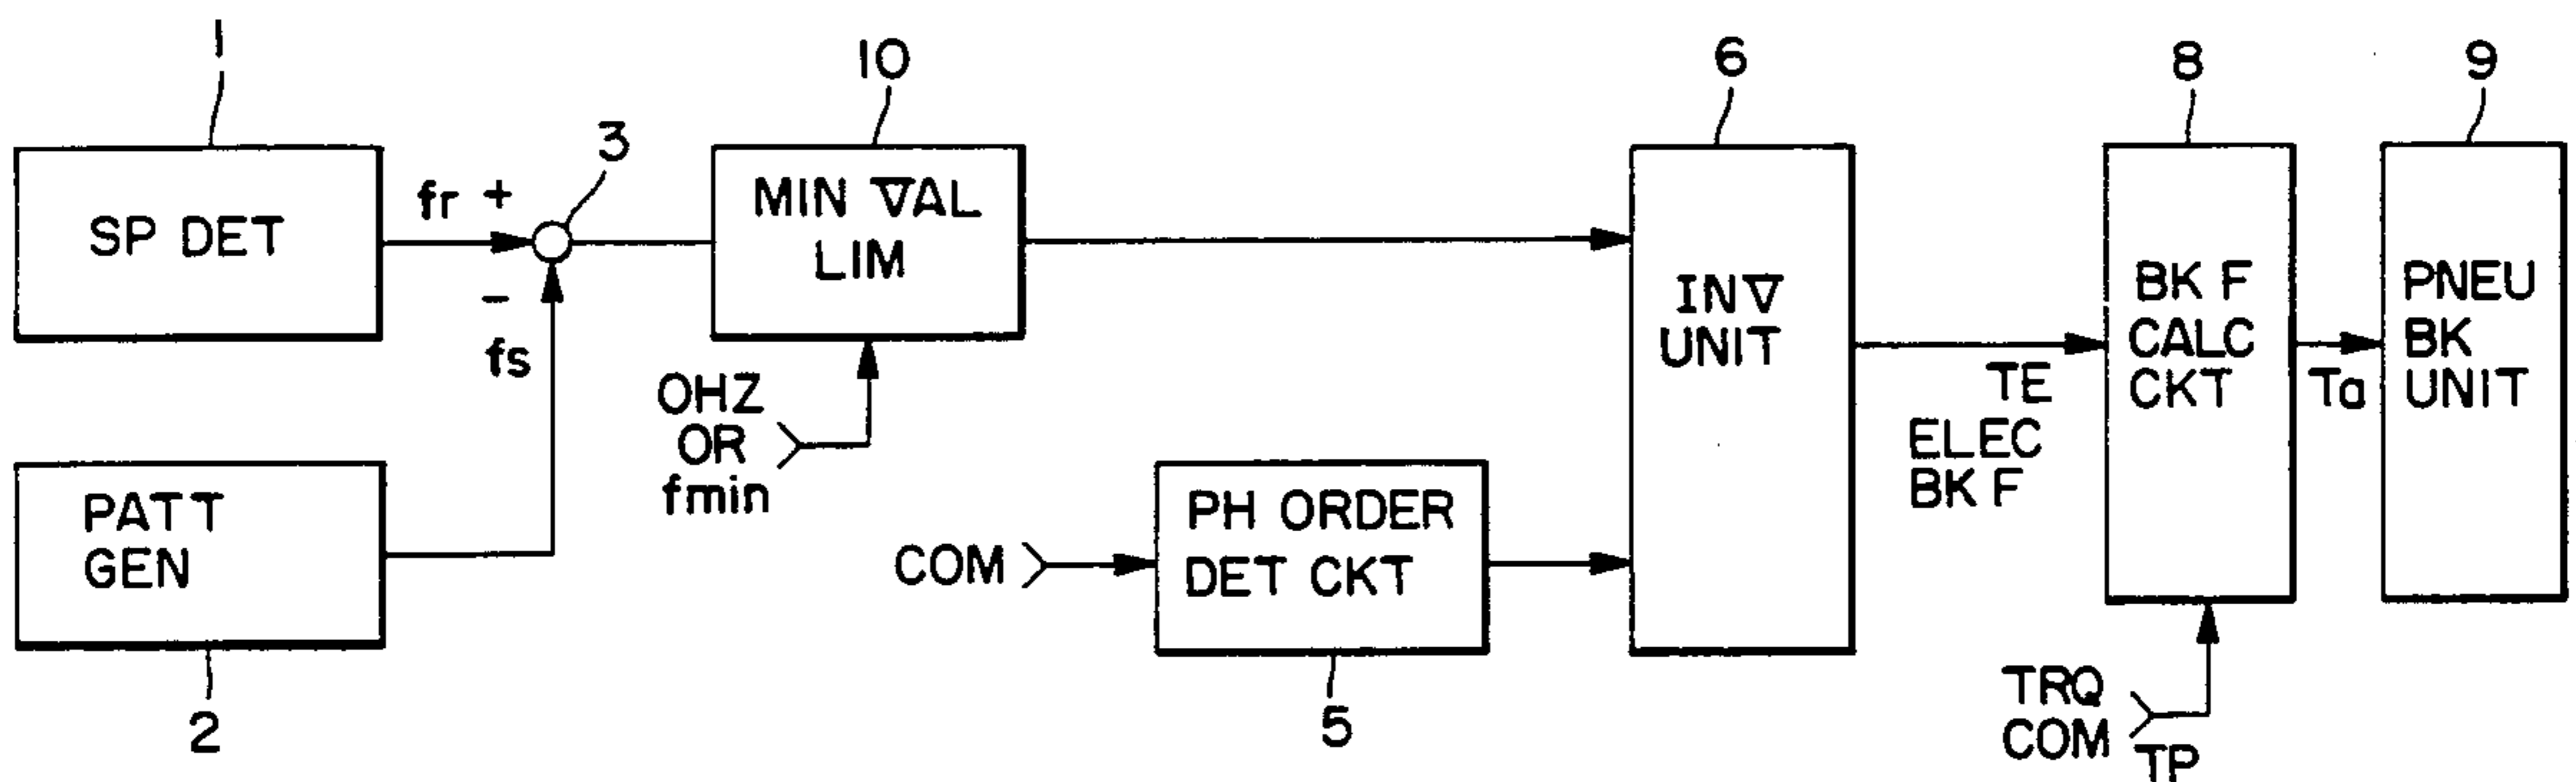 1
10
6
8
9
3
SP DET
fr +
MIN VAL
LIM
-
fs
INV
UNIT
BK F
CALC
CKT
PNEU
BK
UNIT
OHZ
OR
fmin
TE
ELEC
BK F
Ta
PATT
GEN
COM
PH ORDER
DET CKT
2
5
TRQ
COM
TP